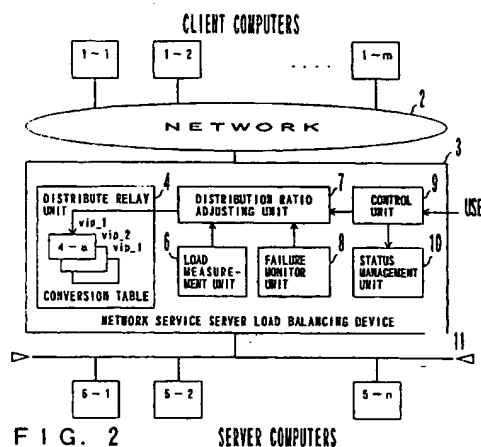 CLIENT COMPUTERS
1-1
1-2
....
1-m
2
NETWORK
3
4
DISTRIBUTE RELAY
UNIT
vip_1
4-a
vip_2
vip_1
CONVERSION TABLE
7
DISTRIBUTION RATIO
ADJUSTING UNIT
9
CONTROL
UNIT
USE
6
LOAD
MEASURE-
MENT UNIT
8
FAILURE
MONITOR
UNIT
10
STATUS
MANAGEMENT
UNIT
NETWORK SERVICE SERVER LOAD BALANCING DEVICE
11
5-2
5-n
FIG. 2
SERVER COMPUTERS